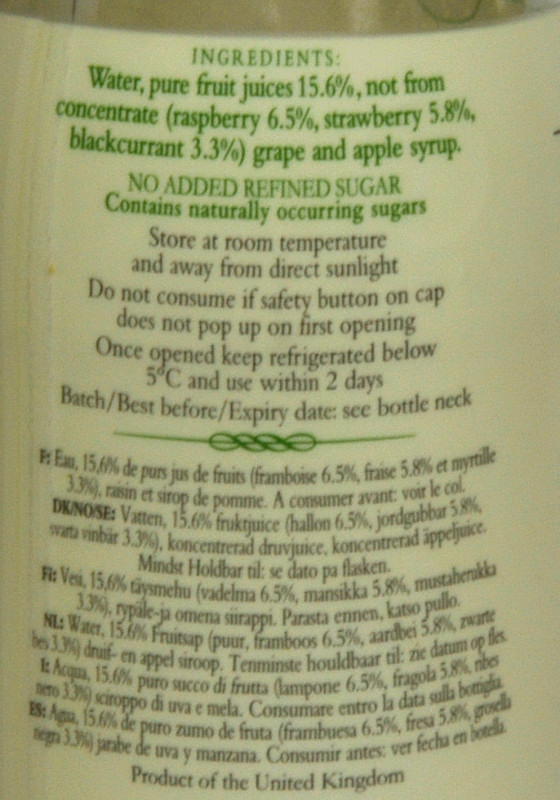 INGREDIENTS:
Water, pure fruit juices 15.6%, not from
concentrate (raspberry 6.5%, strawberry 5.8%,
blackcurrant 3.3%) grape and apple syrup.
NO ADDED REFINED SUGAR
Contains naturally occurring sugars
Store at room temperature
and away from direct sunlight
Do not consume if safety button on cap
does not pop up on first opening
Once opened keep refrigerated below
5°C and use within 2 days
Batch/Best before/Expiry date: see bottle neck
F: Eau, 15,6% de purs jus de fruits (framboise 6.5%, fraise 5.8% et myrtille
3.3%), raisin et sirop de pomme. A consumer avant: voir le col.
DK/NO/SE: Vatten, 15.6% fruktjuice (hallon 6.5%, jordgubbar 5.8%,
svarta vinbär 3.3%), koncentrerad druvjuice, koncentrerad äppeljuice.
Mindst Holdbar til: se dato pa flasken.
Fi: Vesi, 15,6% täysmehu (vadelma 6.5%, mansikka 5.8%, mustaherukka
3.3%), rypäle-ja omena siirappi. Parasta ennen, katso pullo.
NL: Water, 15.6% Fruitsap (puur, framboos 6.5%, aardbei 5.8%, zwarte
bes 3.3%) druif- en appel siroop. Tenminste houldbaar til: zie datum op fles.
I: Acqua, 15.6% puro succo di frutta (lampone 6.5%, fragola 5.8%, ribes
nero 3.3%) sciroppo di uva e mela. Consumare entro la data sulla bottiglia.
ES: Agua, 15.6% de puro zumo de fruta (frambuesa 6.5%, fresa 5.8%, grosella
negra 3.3%) jarabe de uva y manzana. Consumir antes: ver fecha en botella.
Product of the United Kingdom